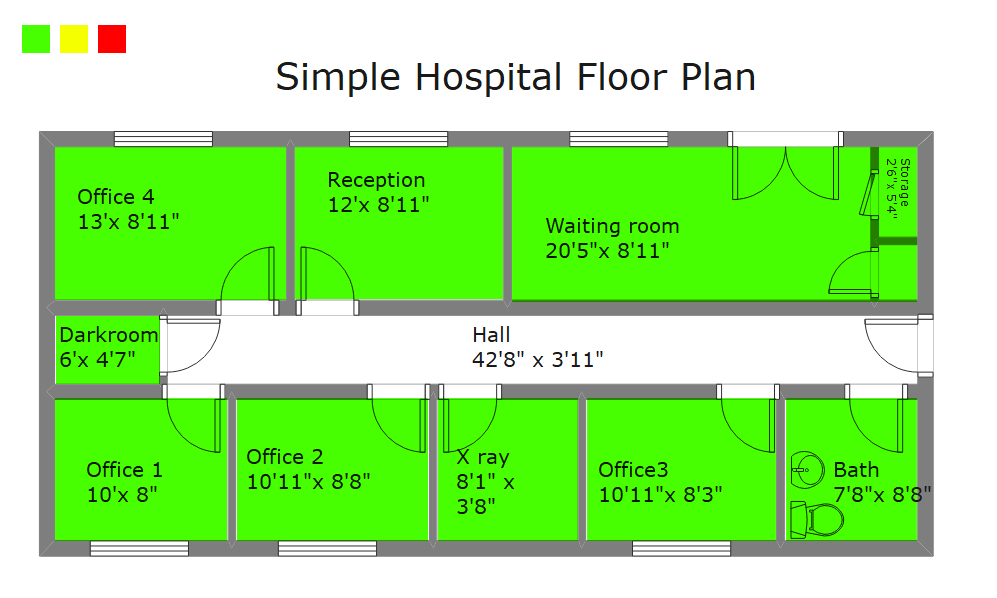 Simple Hospital Floor Plan
Office 4
13'x 8'11"
Reception
12'x 8'11"
Waiting room
20'5"x 8'11"
Storage
2'6"x 5'4"
Darkroom
6'x 4'7"
Hall
42'8" x 3'11"
Office 1
10'x 8"
Office 2
10'11"x 8'8"
X ray
8'1" x
3'8"
Office3
10'11"x 8'3"
Bath
7'8"x 8'8"